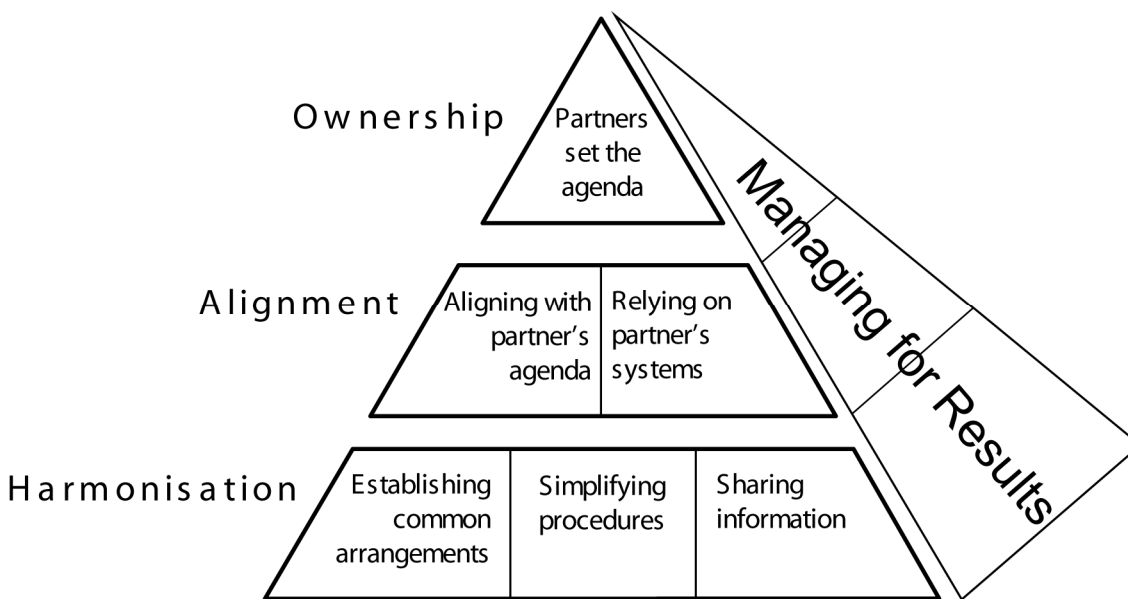 Ownership
Partners
set the
agenda
Alignment
Aligning with
partner’s
agenda
Relying on
partner’s
systems
Harmonisation
Establishing
common
arrangements
Simplifying
procedures
Sharing
information
Managing for Results